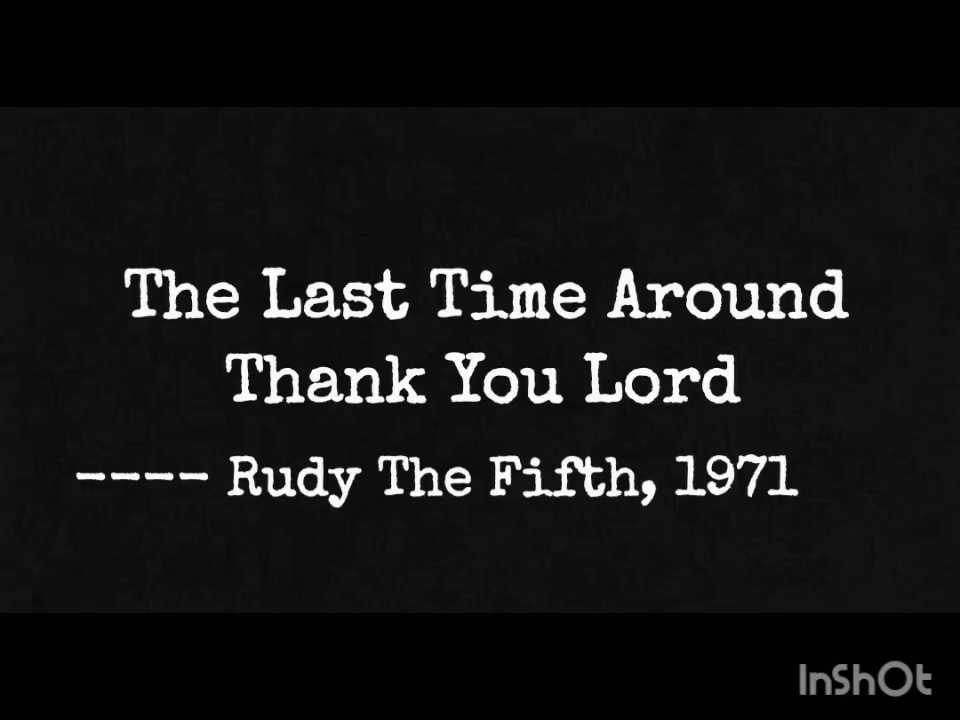 The Last Time Around
Thank You Lord
---- Rudy The Fifth, 1971
InShOt